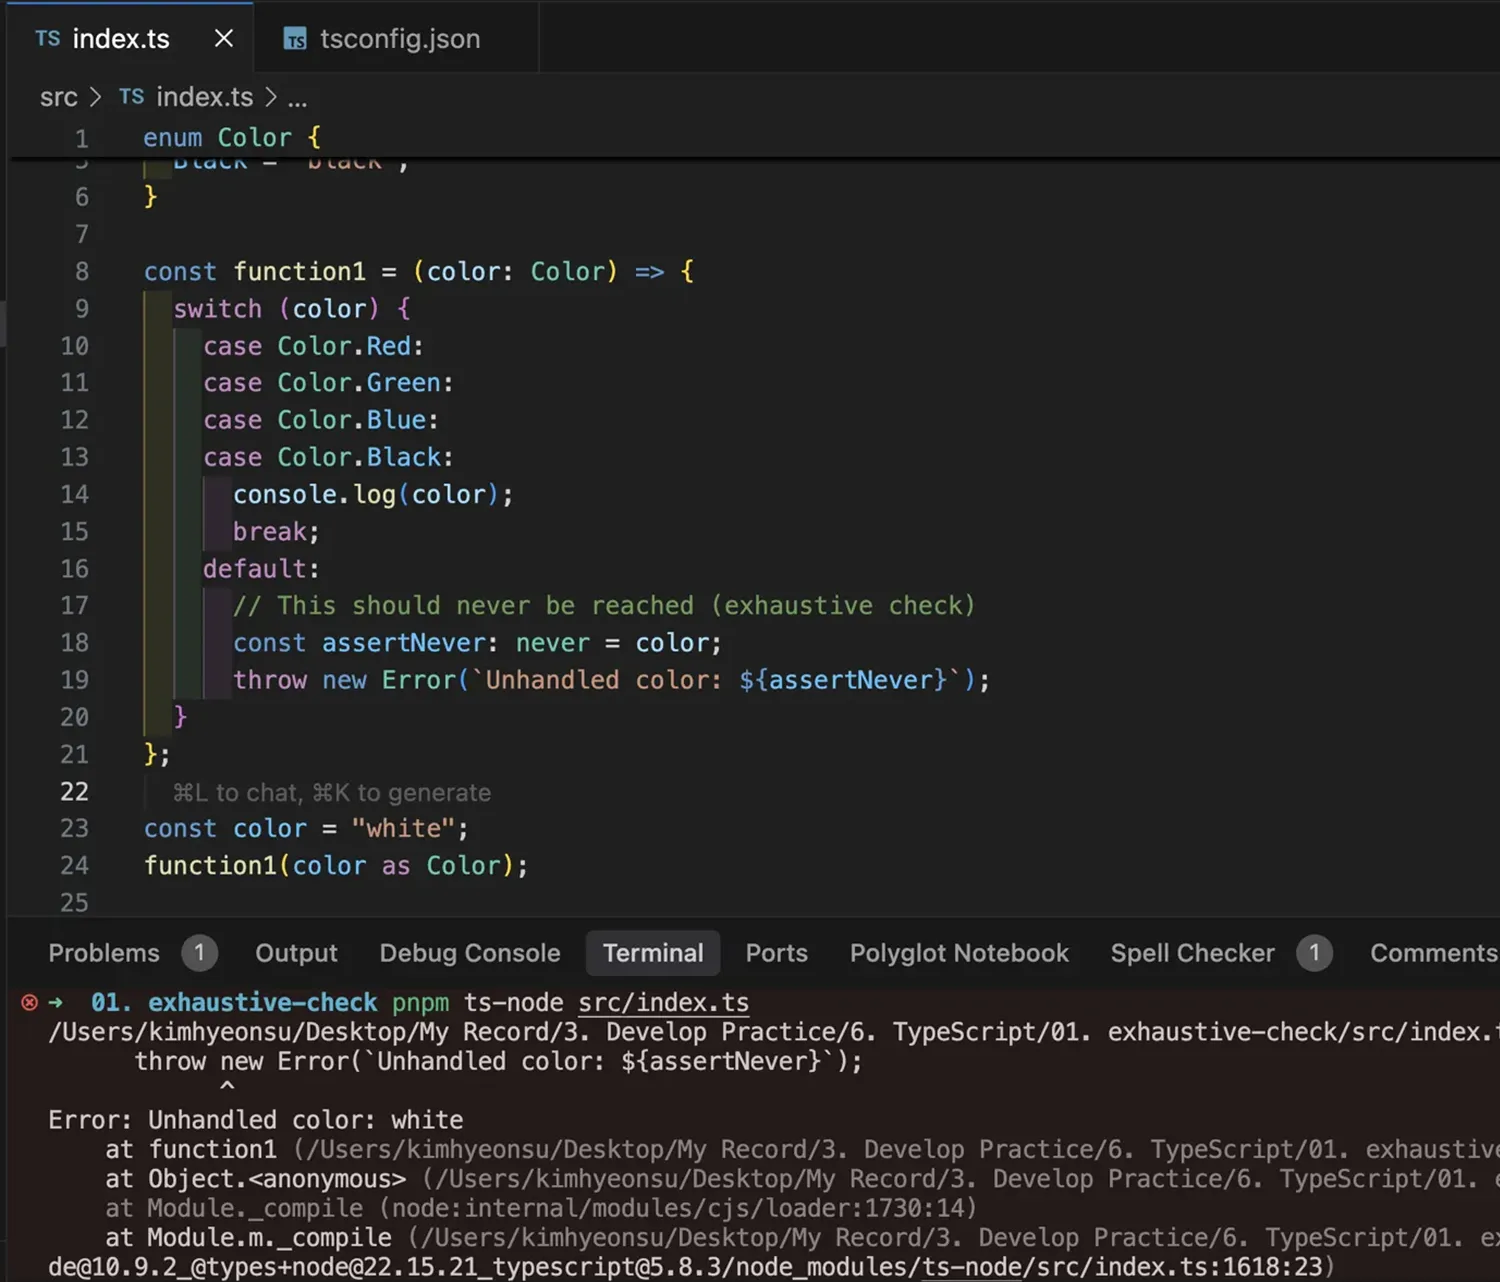 TS index.ts ×
TS tsconfig.json
src > TS index.ts > ...
1 enum Color {
5 Black = "black",
6 }
7
8 const function1 = (color: Color) => {
9 switch (color) {
10 case Color.Red:
11 case Color.Green:
12 case Color.Blue:
13 case Color.Black:
14 console.log(color);
15 break;
16 default:
17 // This should never be reached (exhaustive check)
18 const assertNever: never = color;
19 throw new Error(`Unhandled color: ${assertNever}`);
20 }
21 };
22 ⌘L to chat, ⌘K to generate
23 const color = "white";
24 function1(color as Color);
25
Problems 1 Output Debug Console Terminal Ports Polyglot Notebook Spell Checker 1 Comments
➜ 01. exhaustive-check pnpm ts-node src/index.ts
/Users/kimhyeonsu/Desktop/My Record/3. Develop Practice/6. TypeScript/01. exhaustive-check/src/index.t
throw new Error(`Unhandled color: ${assertNever}`);
^
Error: Unhandled color: white
at function1 (/Users/kimhyeonsu/Desktop/My Record/3. Develop Practice/6. TypeScript/01. exhaustive
at Object.<anonymous> (/Users/kimhyeonsu/Desktop/My Record/3. Develop Practice/6. TypeScript/01. e
at Module._compile (node:internal/modules/cjs/loader:1730:14)
at Module.m._compile (/Users/kimhyeonsu/Desktop/My Record/3. Develop Practice/6. TypeScript/01. ex
de@10.9.2_@types+node@22.15.21_typescript@5.8.3/node_modules/ts-node/src/index.ts:1618:23)